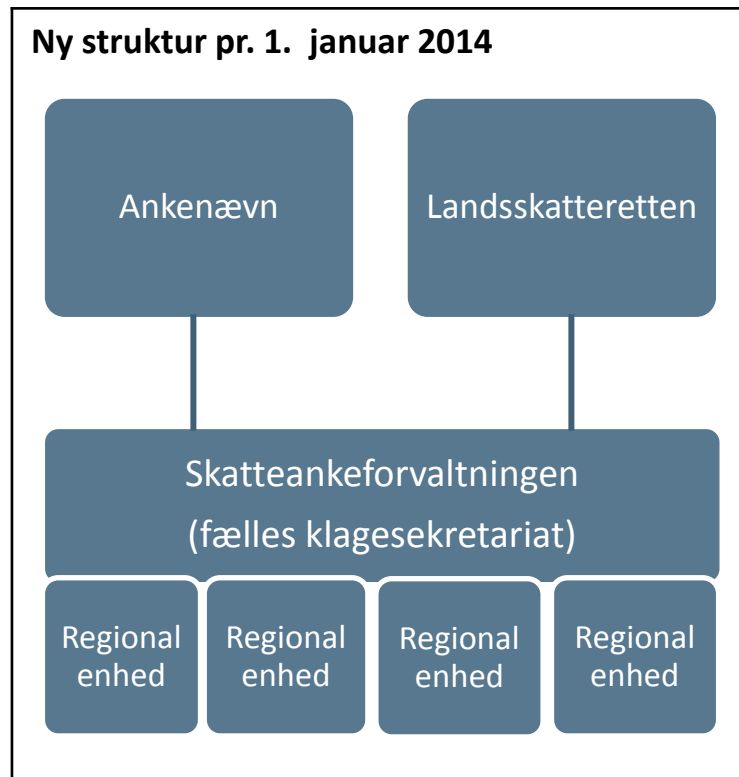 Ny struktur pr. 1. januar 2014
Ankenævn
Landsskatteretten
Skatteankeforvaltningen
(fælles klagesekretariat)
Regional
enhed
Regional
enhed
Regional
enhed
Regional
enhed